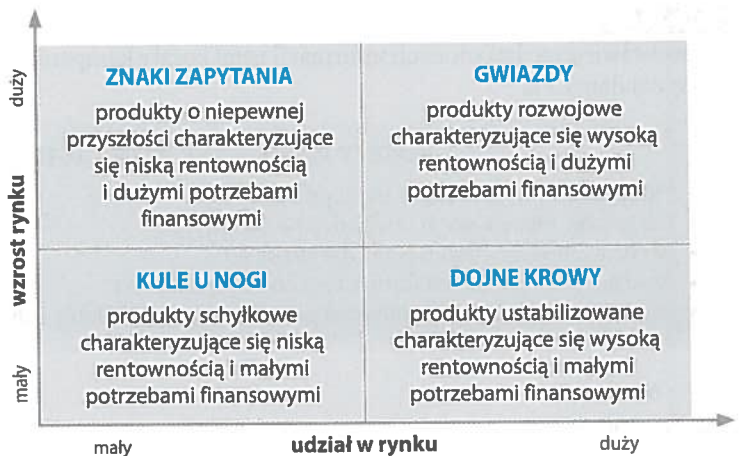 duży
wzrost rynku
mały
ZNAKI ZAPYTANIA
produkty o niepewnej
przyszłości charakteryzujące
się niską rentownością
i dużymi potrzebami
finansowymi
GWIAZDY
produkty rozwojowe
charakteryzujące się wysoką
rentownością i dużymi
potrzebami finansowymi
KULE U NOGI
produkty schyłkowe
charakteryzujące się niską
rentownością i małymi
potrzebami finansowymi
DOJNE KROWY
produkty ustabilizowane
charakteryzujące się wysoką
rentownością i małymi
potrzebami finansowymi
mały
udział w rynku
duży